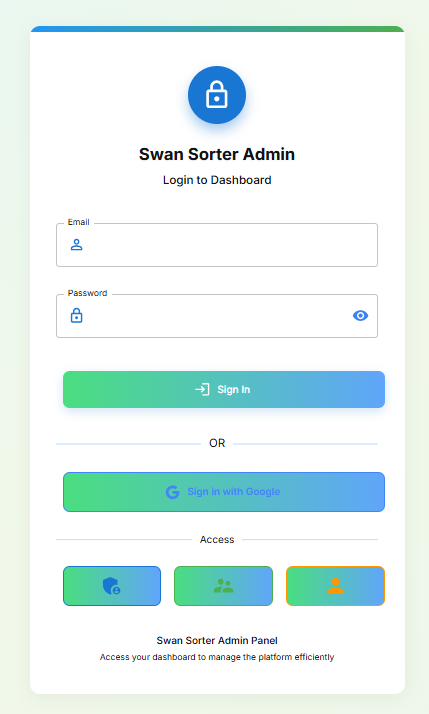 Swan Sorter Admin
Login to Dashboard
Email
Password
Sign In
OR
Sign in with Google
Access
Swan Sorter Admin Panel
Access your dashboard to manage the platform efficiently